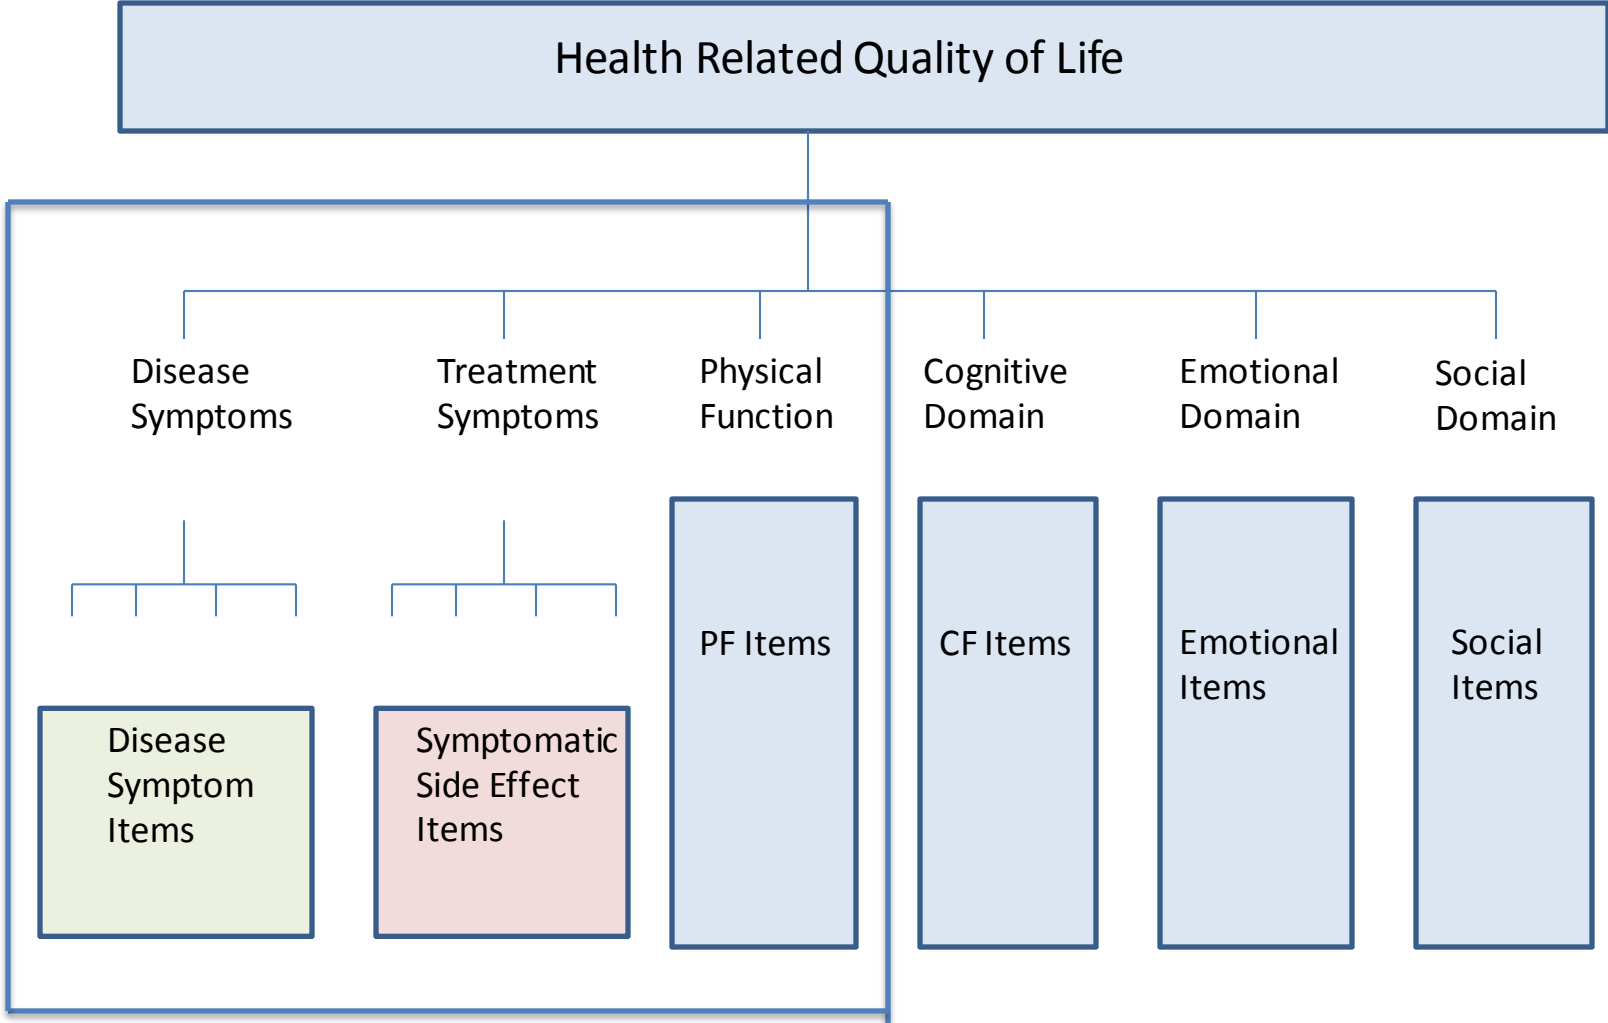 Health Related Quality of Life
Disease
Symptoms
Treatment
Symptoms
Physical
Function
Cognitive
Domain
Emotional
Domain
Social
Domain
Disease
Symptom
Items
Symptomatic
Side Effect
Items
PF Items
CF Items
Emotional
Items
Social
Items